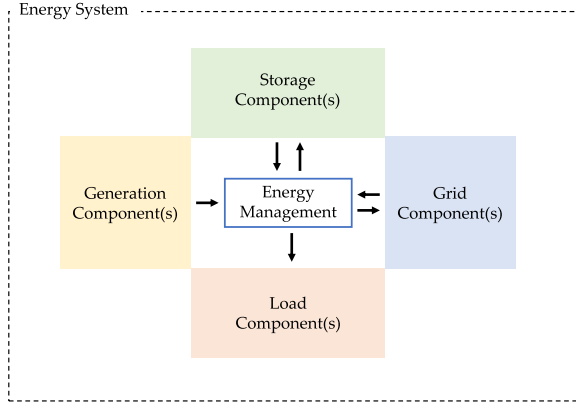 Energy System
Storage
Component(s)
Generation
Component(s)
Energy
Management
Grid
Component(s)
Load
Component(s)